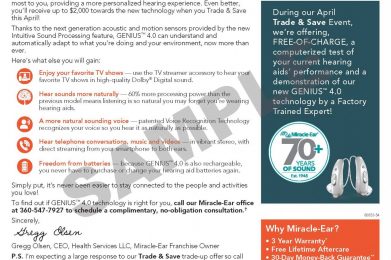 most to you, providing a more personalized hearing experience. Even better,
you'll receive up to $2,000 towards the new technology when you Trade & Save
this April!
Thanks to the next generation acoustic and motion sensors provided by the new
Intuitive Sound Processing feature, GENIUS™ 4.0 can understand and
automatically adapt to what you're doing and your environment, now more than
ever.
Here's what else you will gain:
Enjoy your favorite TV shows — use the TV streamer accessory to hear your
favorite TV shows in high-quality Dolby® Digital sound.
Hear sounds more naturally — 60% more processing power than the
previous model means listening is so natural you may forget you're wearing
hearing aids.
A more natural sounding voice — patented Voice Recognition Technology
recognizes your voice so you hear it as naturally as possible.
Hear telephone conversations, music and videos — in vibrant stereo, with
direct streaming from your smartphone to both ears.
Freedom from batteries — because GENIUS™ 4.0 is also rechargeable,
you never have to purchase or change your hearing aid batteries again.
Simply put, it's never been easier to stay connected to the people and activities
you love!
To find out if GENIUS™ 4.0 technology is right for you, call our Miracle-Ear office
at 360-547-7927 to schedule a complimentary, no-obligation consultation.†
Sincerely,
Gregg Olsen
Gregg Olsen, CEO, Health Services LLC, Miracle-Ear Franchise Owner
P.S. I'm expecting a large response to our Trade & Save trade-up offer so call
SAMPLE
During our April
Trade & Save Event,
we're offering,
FREE-OF-CHARGE, a
computerized test of
your current hearing
aids' performance and a
demonstration of our
new GENIUS™ 4.0
technology by a Factory
Trained Expert!
Miracle-Ear
70+
YEARS
OF SOUND
Est. 1948
Why Miracle-Ear?
• 3 Year Warranty*
• Free Lifetime Aftercare
• 30-Day Money-Back Guarantee**